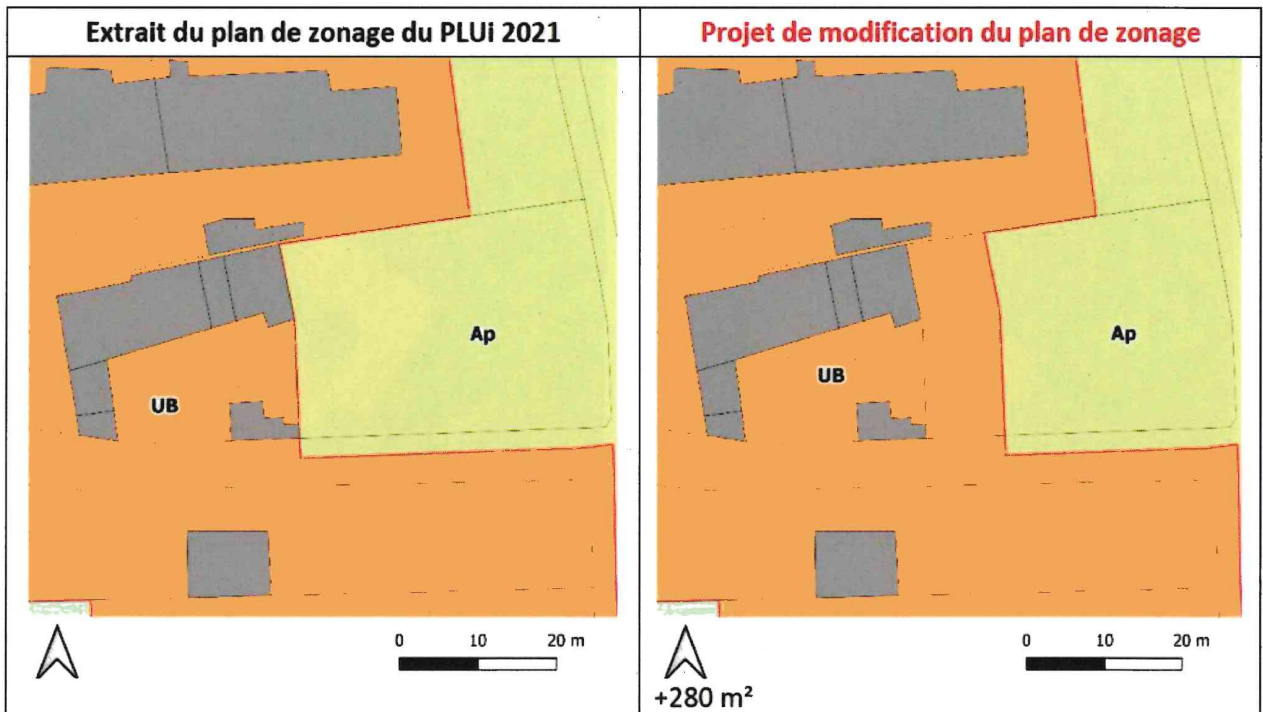 Extrait du plan de zonage du PLUi 2021
Projet de modification du plan de zonage
Ap
UB
0 10 20 m
Ap
UB
0 10 20 m
+280 m²